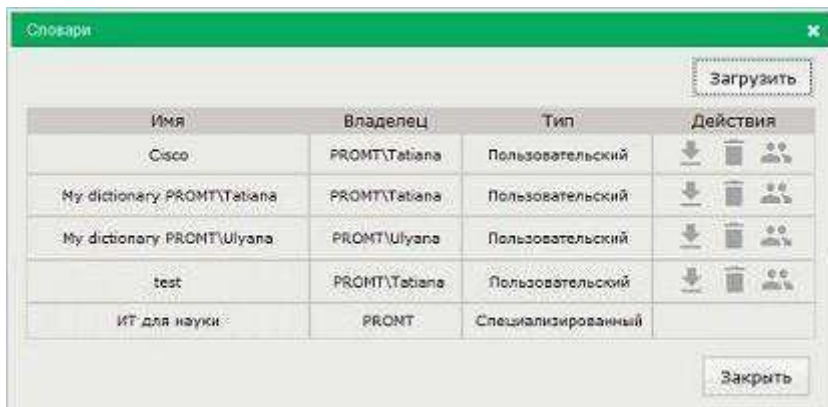 Словари
Загрузить
Имя Владелец Тип Действия
Cisco PROMT\Tatiana Пользовательский
My dictionary PROMT\Tatiana PROMT\Tatiana Пользовательский
My dictionary PROMT\Ulyana PROMT\Ulyana Пользовательский
test PROMT\Tatiana Пользовательский
ИТ для науки PROMT Специализированный
Закрыть